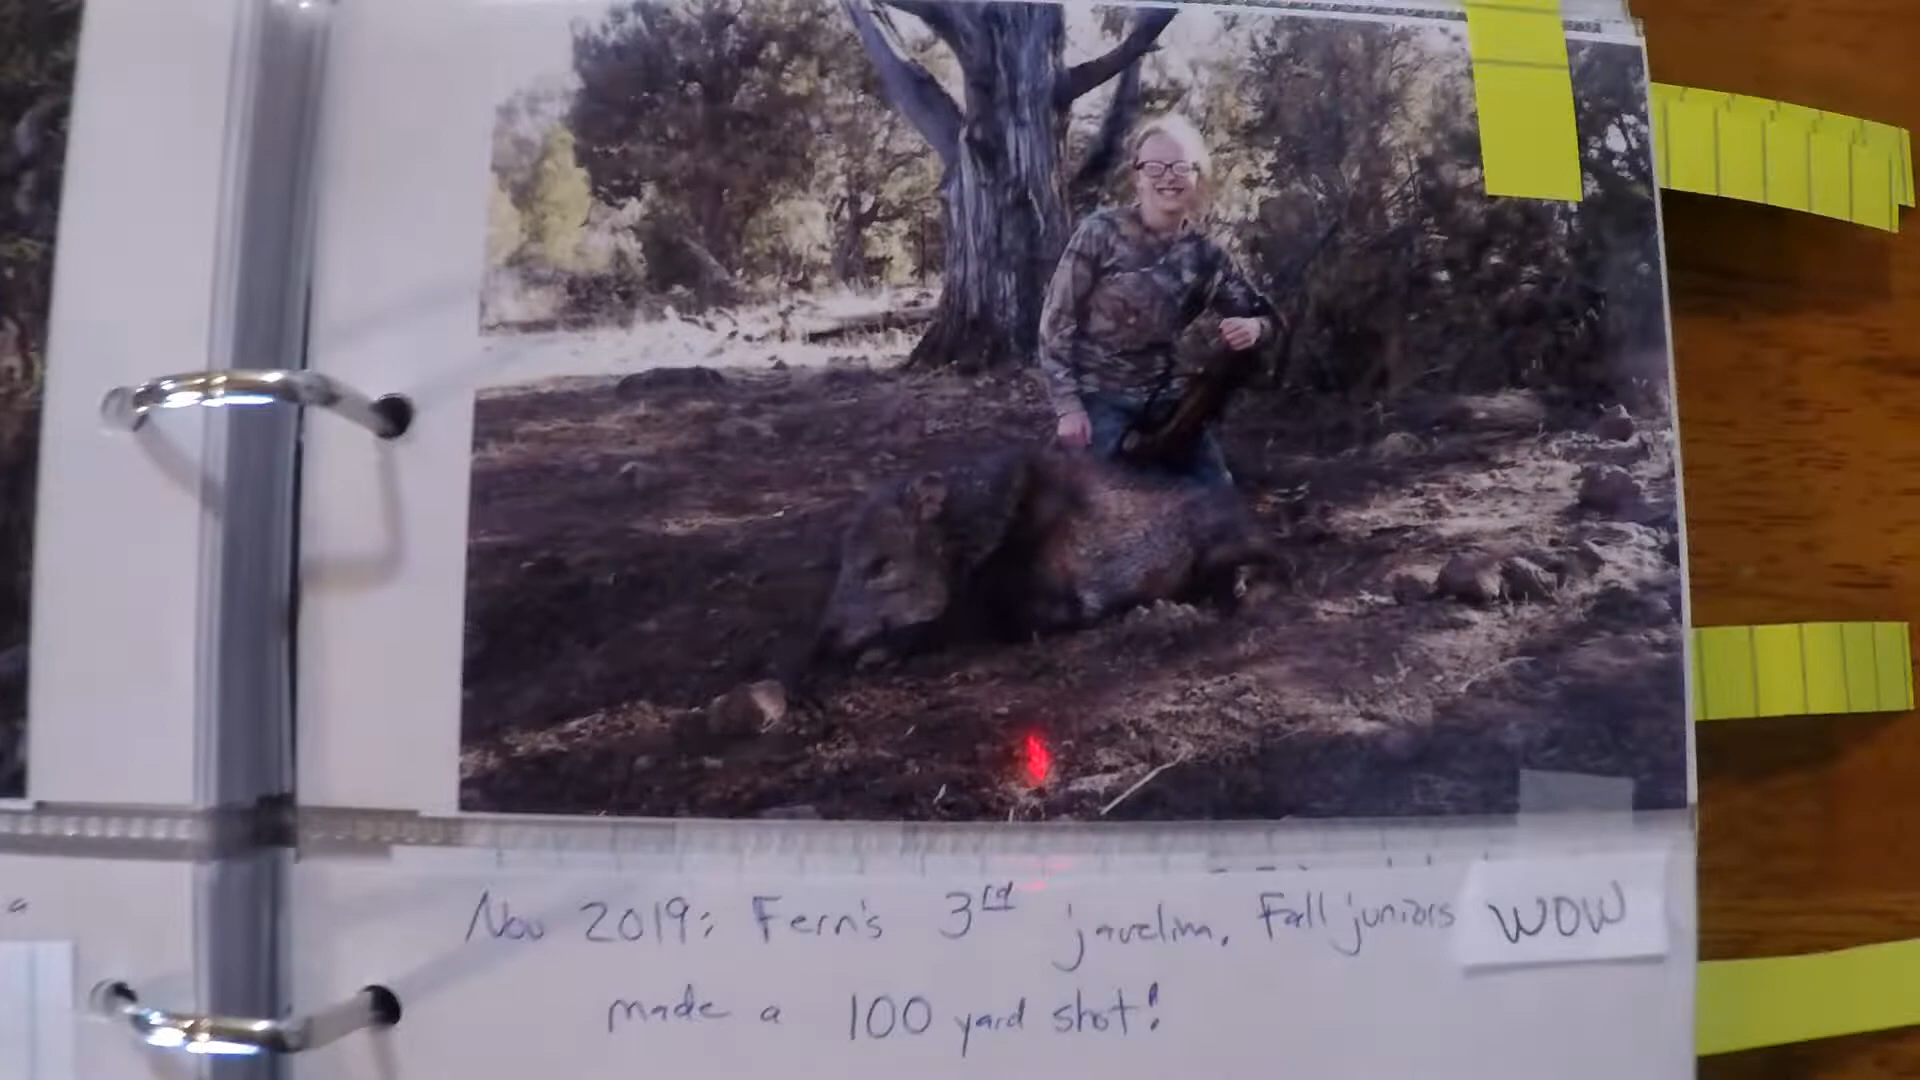 Nov 2019: Fern's 3rd javelina, Fall juniors WOW
made a 100 yard shot!
a